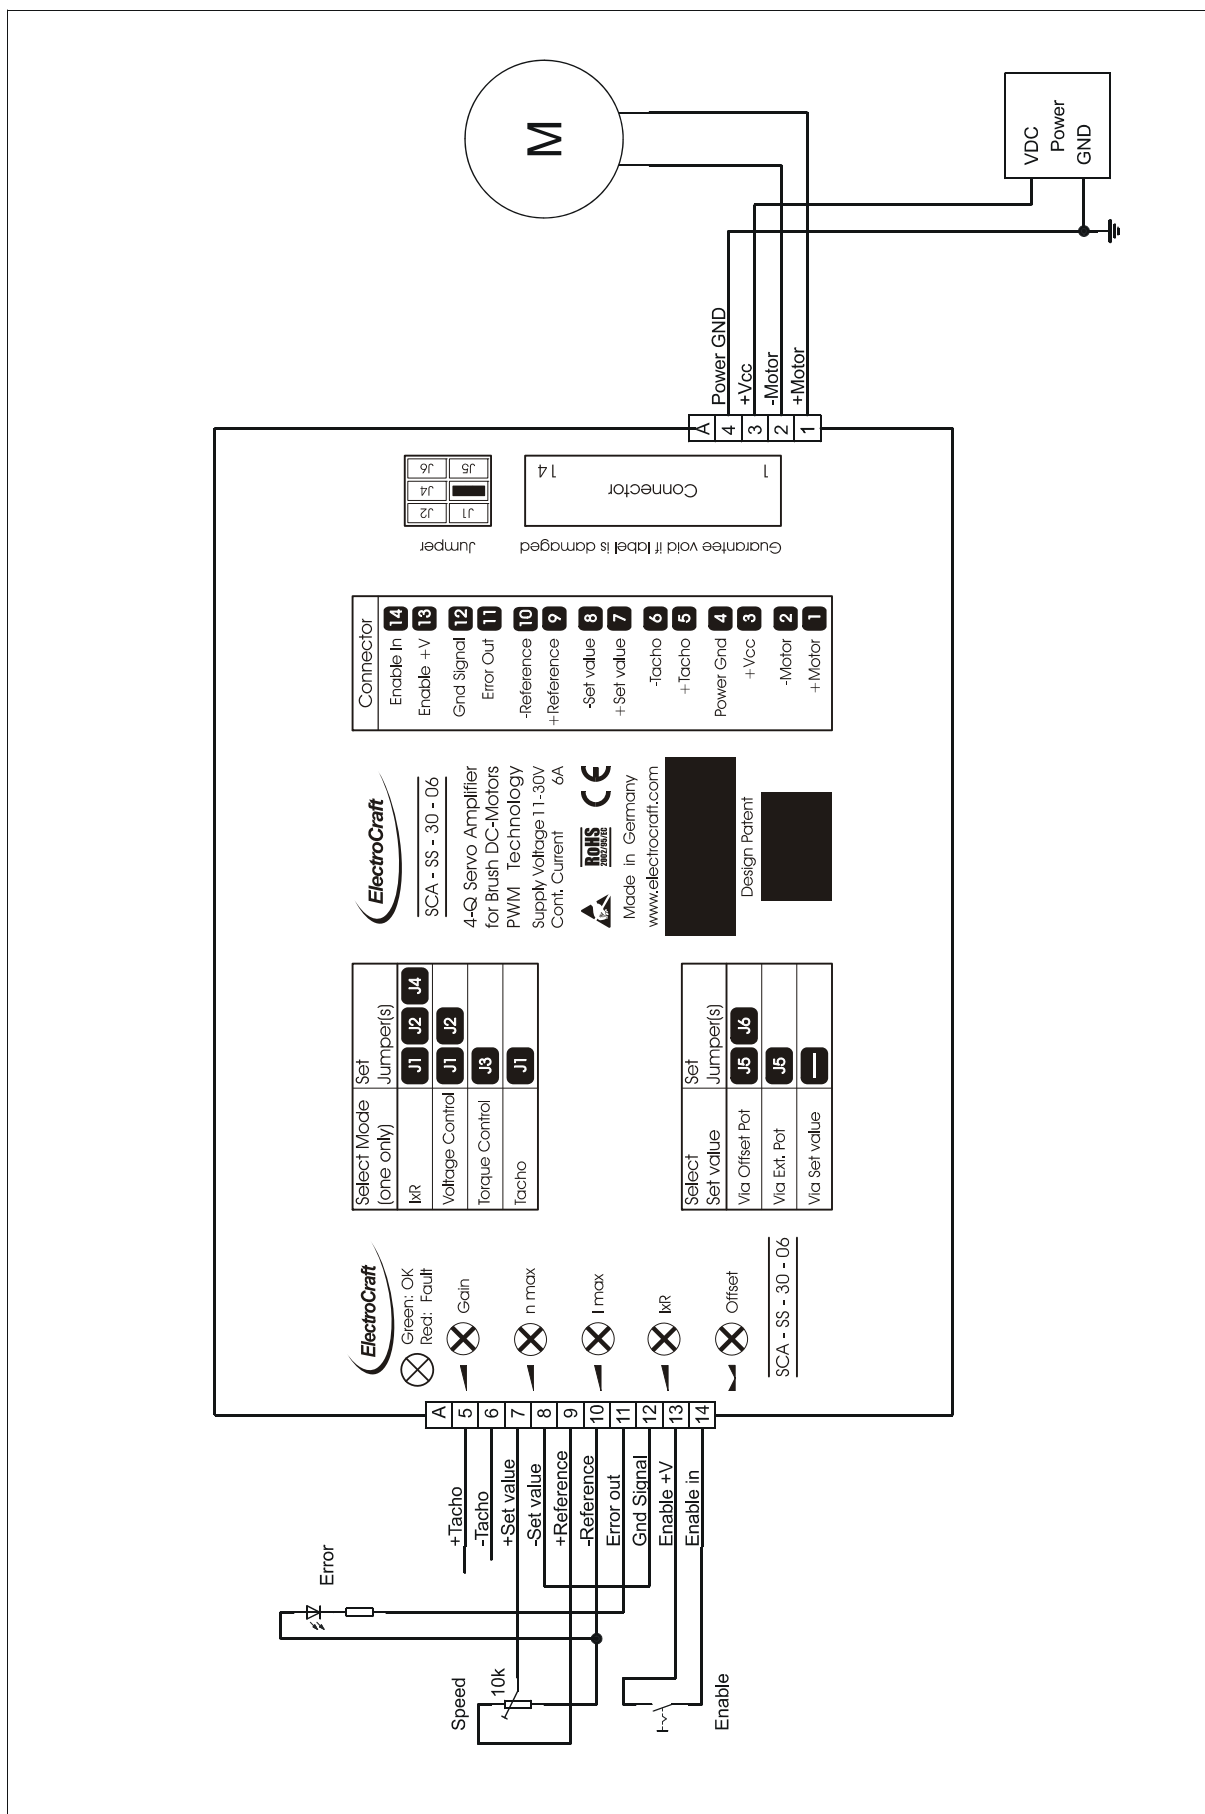 M
VDC
Power
GND
Power GND
+Vcc
-Motor
+Motor
A
4
3
2
1
J1
J2
J4
J5
J6
Jumper
14
Connector
1
Guarantee void if label is damaged
Connector
Enable In 14
Enable +V 13
Gnd Signal 12
Error Out 11
-Reference 10
+Reference 9
-Set value 8
+Set value 7
-Tacho 6
+Tacho 5
Power Gnd 4
+Vcc 3
-Motor 2
+Motor 1
ElectroCraft
SCA - SS - 30 - 06
4-Q Servo Amplifier
for Brush DC-Motors
PWM Technology
Supply Voltage 11-30V
Cont. Current 6A
RoHS
2002/95/EC
CE
Made in Germany
www.electrocraft.com
Design Patent
Select Mode (one only) Set Jumper(s)
IxR J1 J2 J4
Voltage Control J1 J2
Torque Control J3
Tacho J1
Select Set value Set Jumper(s)
Via Offset Pot J5 J6
Via Ext. Pot J5
Via Set value —
ElectroCraft
Green: OK
Red: Fault
Gain
n max
I max
IxR
Offset
SCA - SS - 30 - 06
A
5
6
7
8
9
10
11
12
13
14
+Tacho
-Tacho
+Set value
-Set value
+Reference
-Reference
Error out
Gnd Signal
Enable +V
Enable in
Error
Speed
10k
Enable